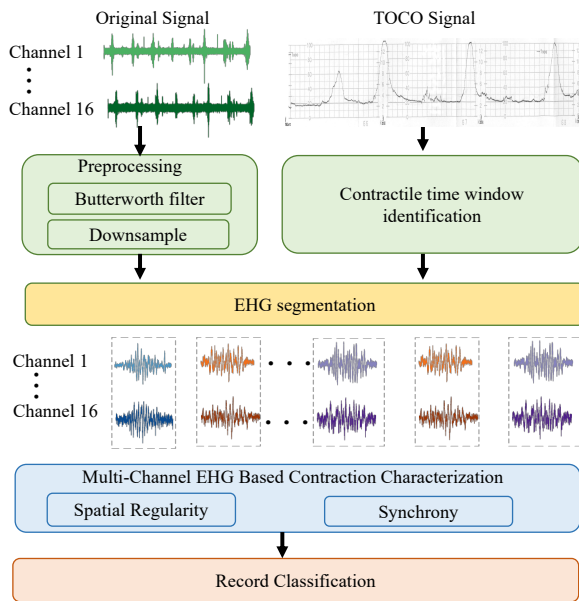 Original Signal
TOCO Signal
Channel 1
Channel 16
Preprocessing
Butterworth filter
Downsample
Contractile time window
identification
EHG segmentation
Channel 1
Channel 16
Multi-Channel EHG Based Contraction Characterization
Spatial Regularity
Synchrony
Record Classification